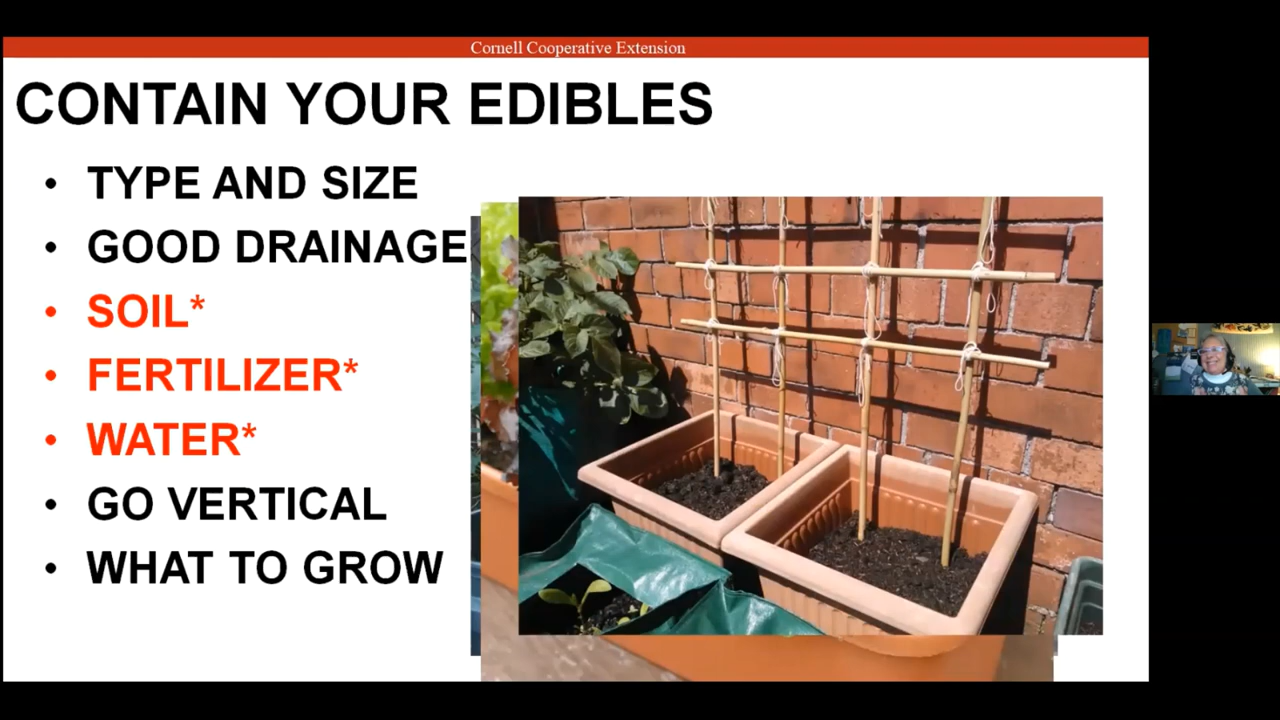 Cornell Cooperative Extension
CONTAIN YOUR EDIBLES
• TYPE AND SIZE
• GOOD DRAINAGE
• SOIL*
• FERTILIZER*
• WATER*
• GO VERTICAL
• WHAT TO GROW